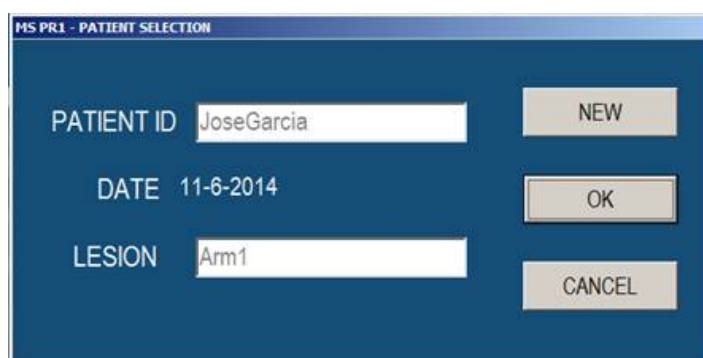 MS PR1 - PATIENT SELECTION
PATIENT ID JoseGarcia NEW
DATE 11-6-2014 OK
LESION Arm1
CANCEL